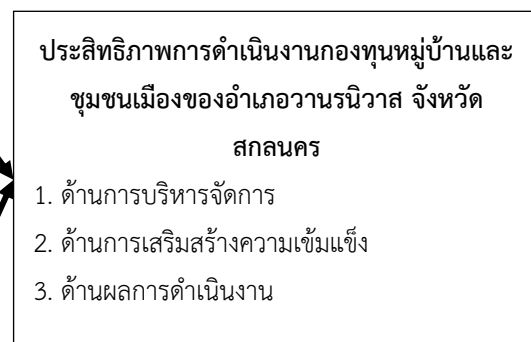 ประสิทธิภาพการดำเนินงานกองทุนหมู่บ้านและ
ชุมชนเมืองของอำเภอวานรนิวาส จังหวัด
สกลนคร
1. ด้านการบริหารจัดการ
2. ด้านการเสริมสร้างความเข้มแข็ง
3. ด้านผลการดำเนินงาน